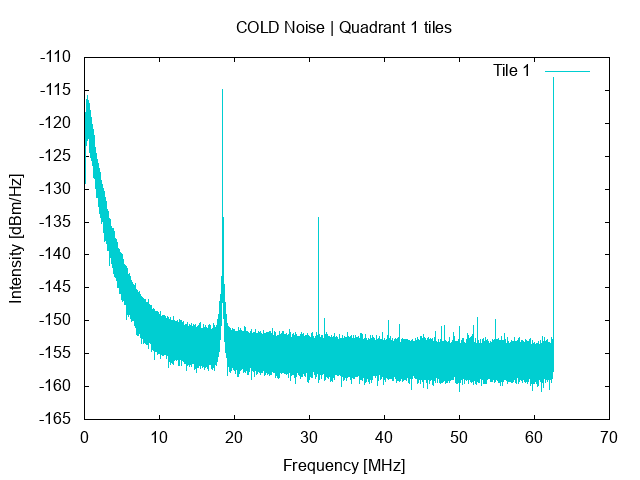 COLD Noise | Quadrant 1 tiles
-110
Tile 1
-115
-120
-125
-130
-135
-140
-145
-150
-155
-160
-165
Intensity [dBm/Hz]
0 10 20 30 40 50 60 70
Frequency [MHz]